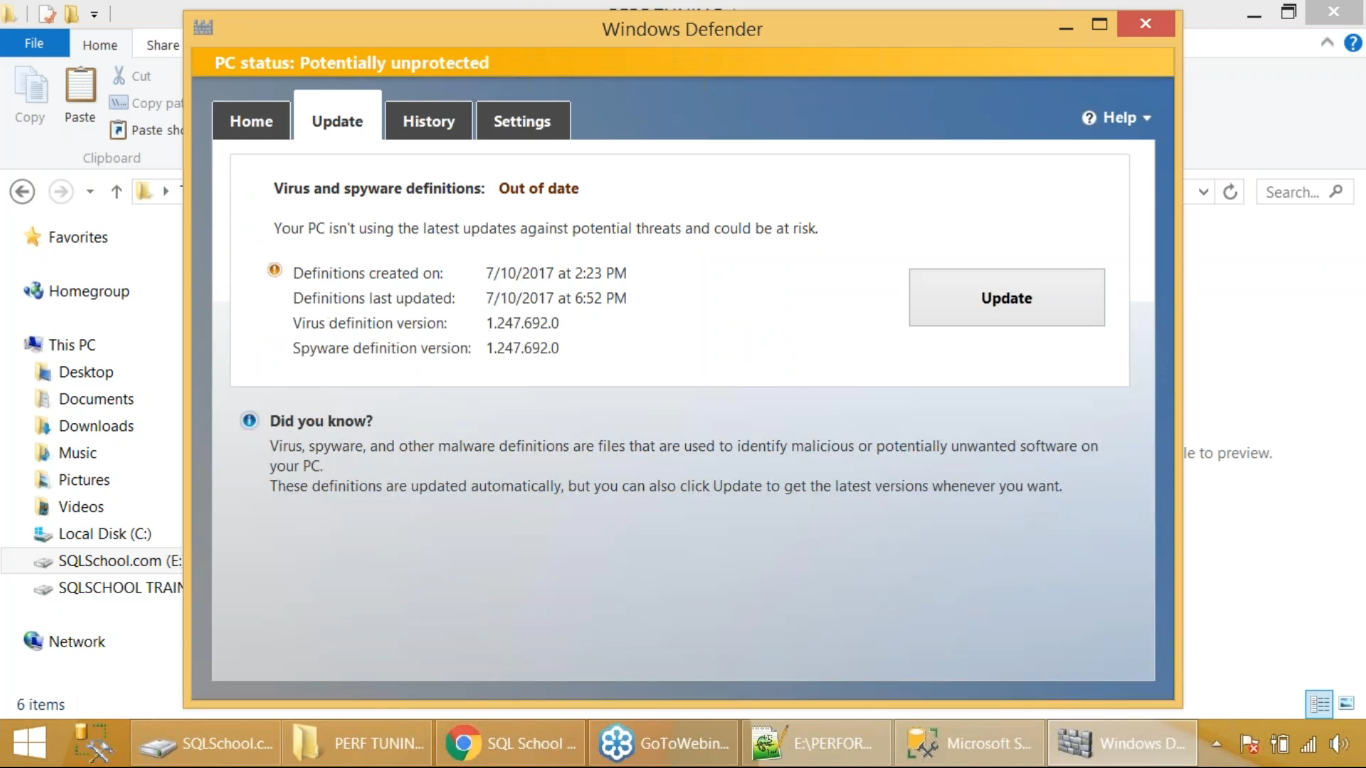 Windows Defender
File
Home
Share
PC status: Potentially unprotected
Cut
Copy pa
Copy
Paste
Paste sho
Clipboard
Home
Update
History
Settings
Help
Search...
Virus and spyware definitions: Out of date
Your PC isn't using the latest updates against potential threats and could be at risk.
Definitions created on: 7/10/2017 at 2:23 PM
Definitions last updated: 7/10/2017 at 6:52 PM
Virus definition version: 1.247.692.0
Spyware definition version: 1.247.692.0
Update
Did you know?
Virus, spyware, and other malware definitions are files that are used to identify malicious or potentially unwanted software on
your PC.
These definitions are updated automatically, but you can also click Update to get the latest versions whenever you want.
Favorites
Homegroup
This PC
Desktop
Documents
Downloads
Music
Pictures
Videos
Local Disk (C:)
SQLSchool.com (E:
SQLSCHOOL TRAIN
Network
le to preview.
6 items
SQLSchool.c...
PERF TUNIN...
SQL School ...
GoToWebin...
E:\PERFOR...
Microsoft S...
Windows D...